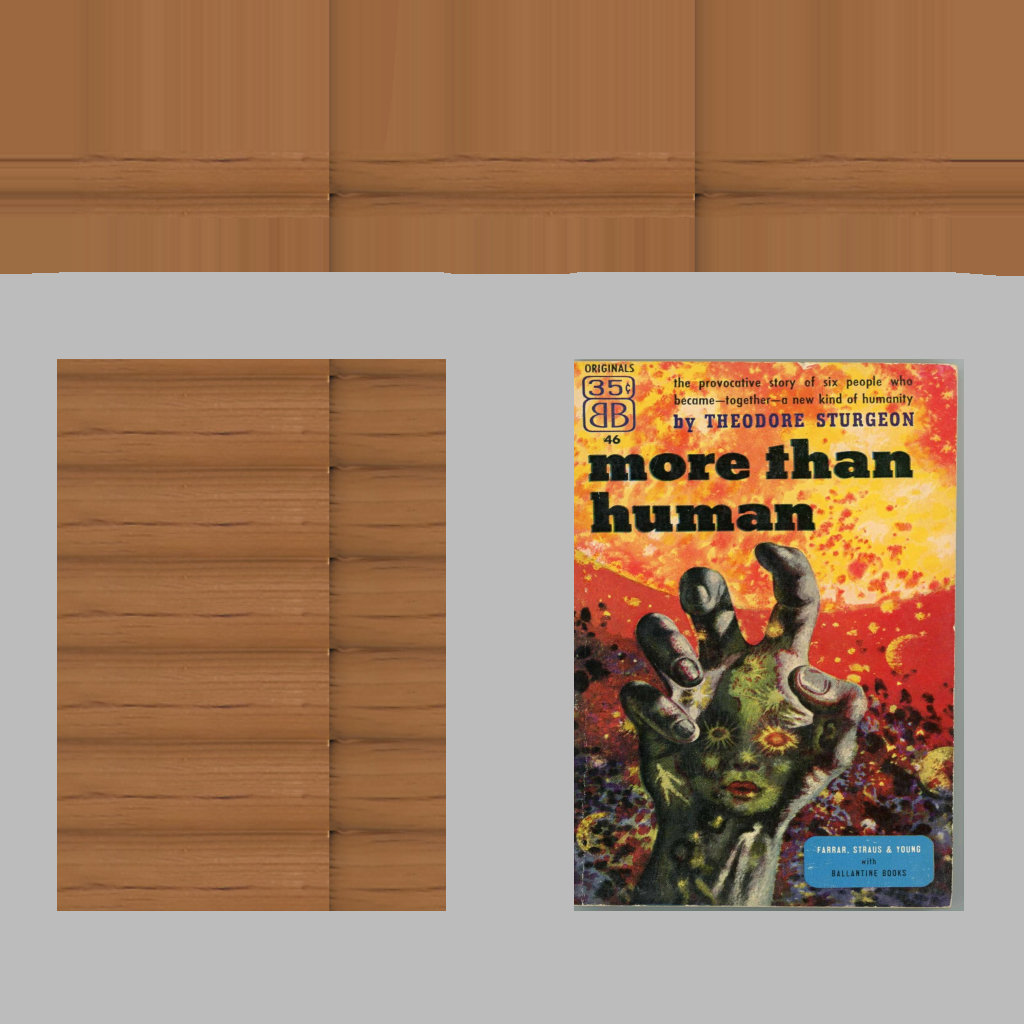 ORIGINALS
35¢
BB
46
the provocative story of six people who
became—together—a new kind of humanity
by THEODORE STURGEON
more than
human
FARRAR, STRAUS & YOUNG
with
BALLANTINE BOOKS